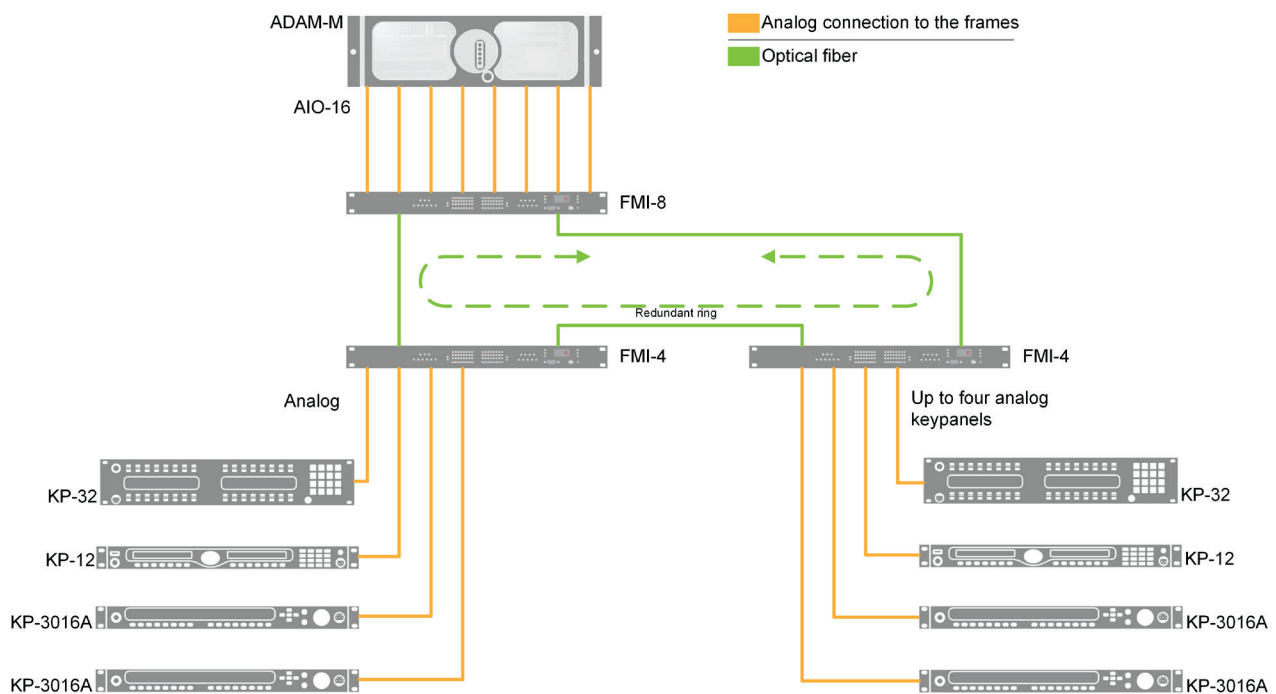 ADAM-M
Analog connection to the frames
Optical fiber
AIO-16
FMI-8
Redundant ring
FMI-4
FMI-4
Analog
Up to four analog
keypanels
KP-32
KP-32
KP-12
KP-12
KP-3016A
KP-3016A
KP-3016A
KP-3016A